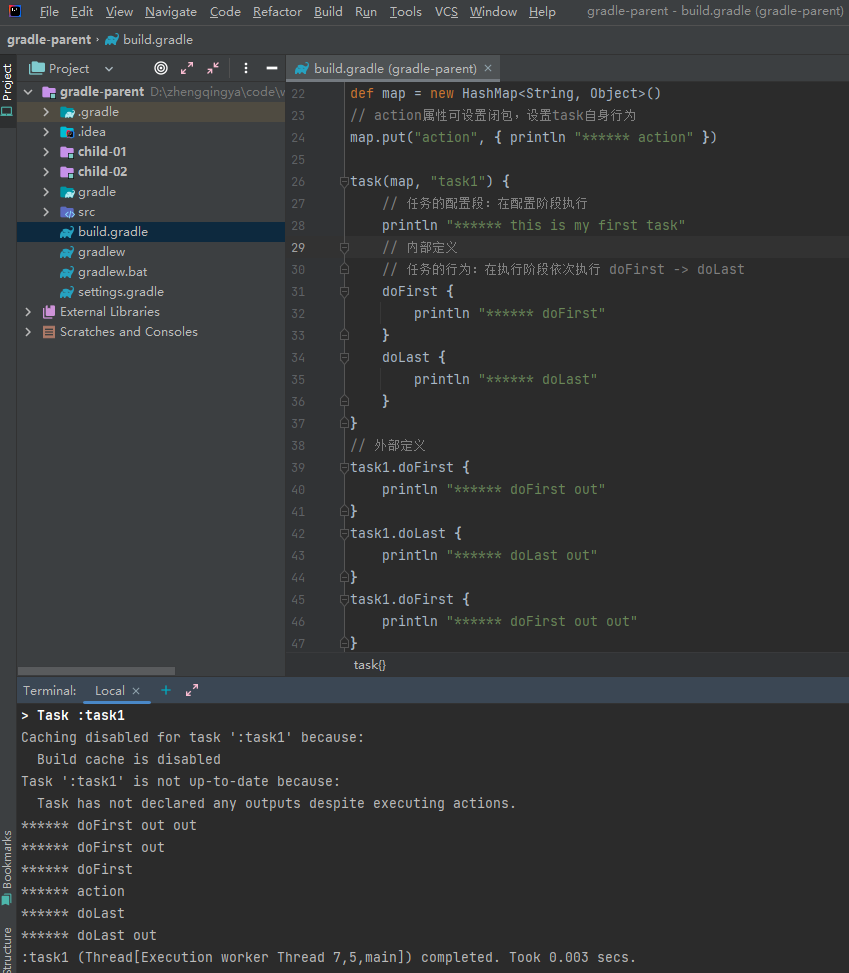 File Edit View Navigate Code Refactor Build Run Tools VCS Window Help gradle-parent - build.gradle (gradle-parent)
gradle-parent › build.gradle
Project
Project
build.gradle (gradle-parent) ×
gradle-parent D:\zhengqingya\code\w
.gradle
.idea
child-01
child-02
gradle
src
build.gradle
gradlew
gradlew.bat
settings.gradle
External Libraries
Scratches and Consoles
22 def map = new HashMap<String, Object>()
23 // action属性可设置闭包，设置task自身行为
24 map.put("action", { println "****** action" })
25
26 task(map, "task1") {
27 // 任务的配置段：在配置阶段执行
28 println "****** this is my first task"
29 // 内部定义
30 // 任务的行为：在执行阶段依次执行 doFirst -> doLast
31 doFirst {
32 println "****** doFirst"
33 }
34 doLast {
35 println "****** doLast"
36 }
37 }
38 // 外部定义
39 task1.doFirst {
40 println "****** doFirst out"
41 }
42 task1.doLast {
43 println "****** doLast out"
44 }
45 task1.doFirst {
46 println "****** doFirst out out"
47 }
task{}
Terminal: Local × +
> Task :task1
Caching disabled for task ':task1' because:
Build cache is disabled
Task ':task1' is not up-to-date because:
Task has not declared any outputs despite executing actions.
****** doFirst out out
****** doFirst out
****** doFirst
****** action
****** doLast
****** doLast out
:task1 (Thread[Execution worker Thread 7,5,main]) completed. Took 0.003 secs.
Bookmarks
Structure